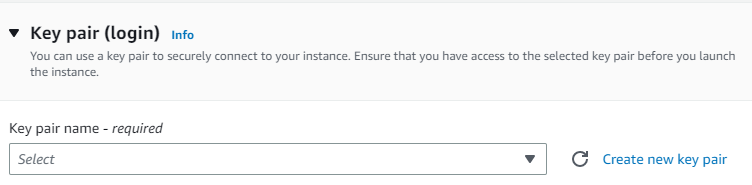 Key pair (login) Info
You can use a key pair to securely connect to your instance. Ensure that you have access to the selected key pair before you launch
the instance.
Key pair name - required
Select
Create new key pair